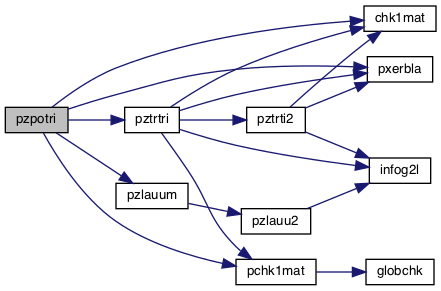 chk1mat
pxerbla
pzpotri
pztrtri
pztrti2
infog2l
pzlauum
pzlauu2
pchk1mat
globchk